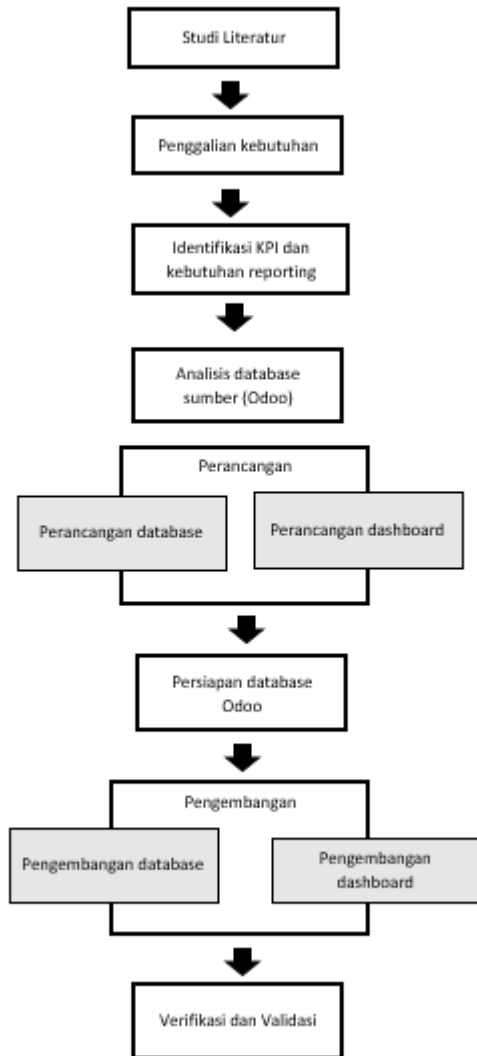 Studi Literatur
Penggalian kebutuhan
Identifikasi KPI dan
kebutuhan reporting
Analisis database
sumber (Odoo)
Perancangan
Perancangan database
Perancangan dashboard
Persiapan database
Odoo
Pengembangan
Pengembangan database
Pengembangan
dashboard
Verifikasi dan Validasi